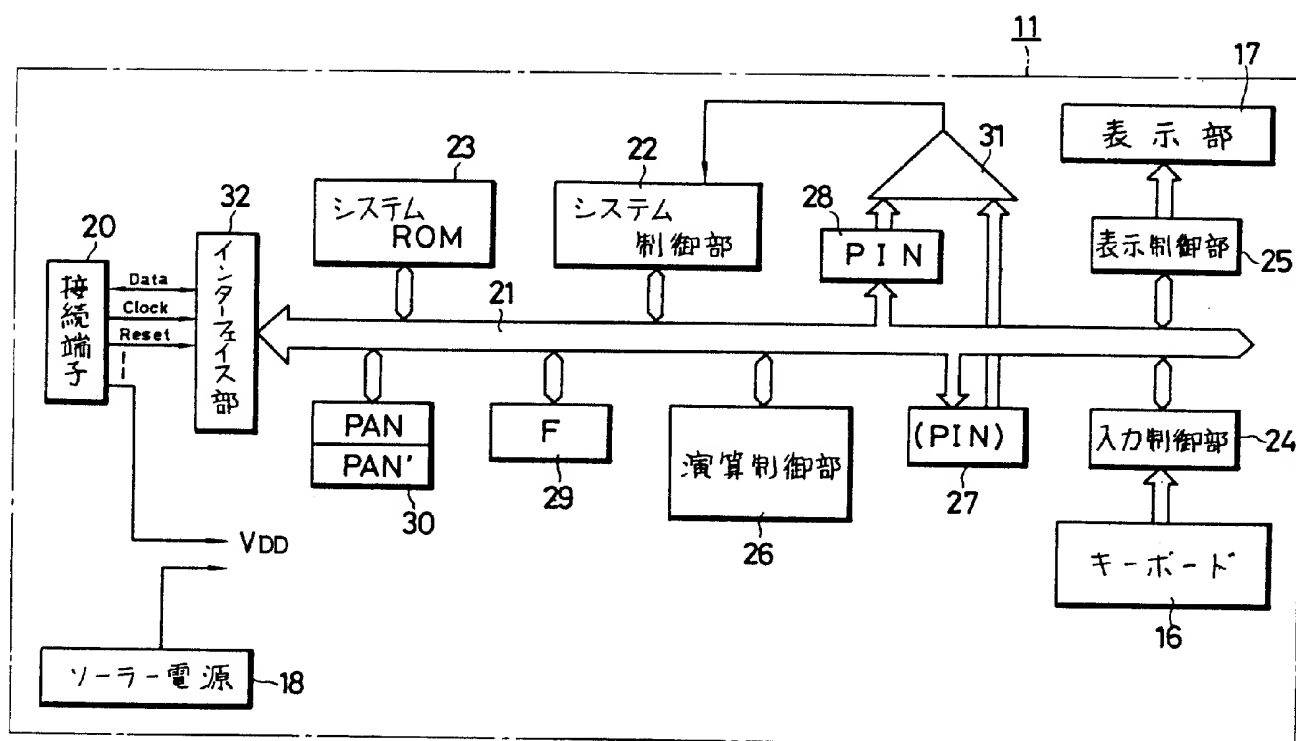 11
17
表示部
23
システム
ROM
22
システム
制御部
31
28
PIN
表示制御部
25
32
インターフェイス部
20
接続端子
Data
Clock
Reset
21
PAN
PAN'
30
F
29
演算制御部
26
(PIN)
27
入力制御部
24
キーボード
16
VDD
ソーラー電源
18